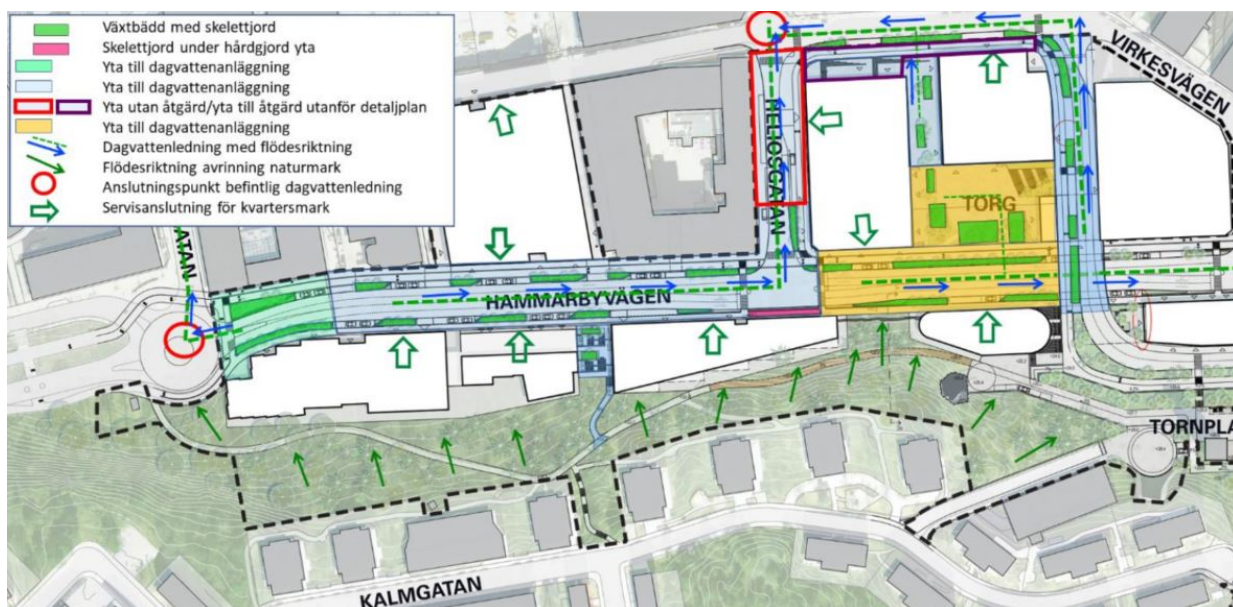 Växtbädd med skelettjord
Skelettjord under hårdgjord yta
Yta till dagvattenanläggning
Yta till dagvattenanläggning
Yta utan åtgärd/yta till åtgärd utanför detaljplan
Yta till dagvattenanläggning
Dagvattenledning med flödesriktning
Flödesriktning avrinning naturmark
Anslutningspunkt befintlig dagvattenledning
Servisanslutning för kvartersmark
VIRKESVÄGEN
HELIOSGATAN
TORG
GATAN
HAMMARBYVÄGEN
TORNPLA
KALMGATAN